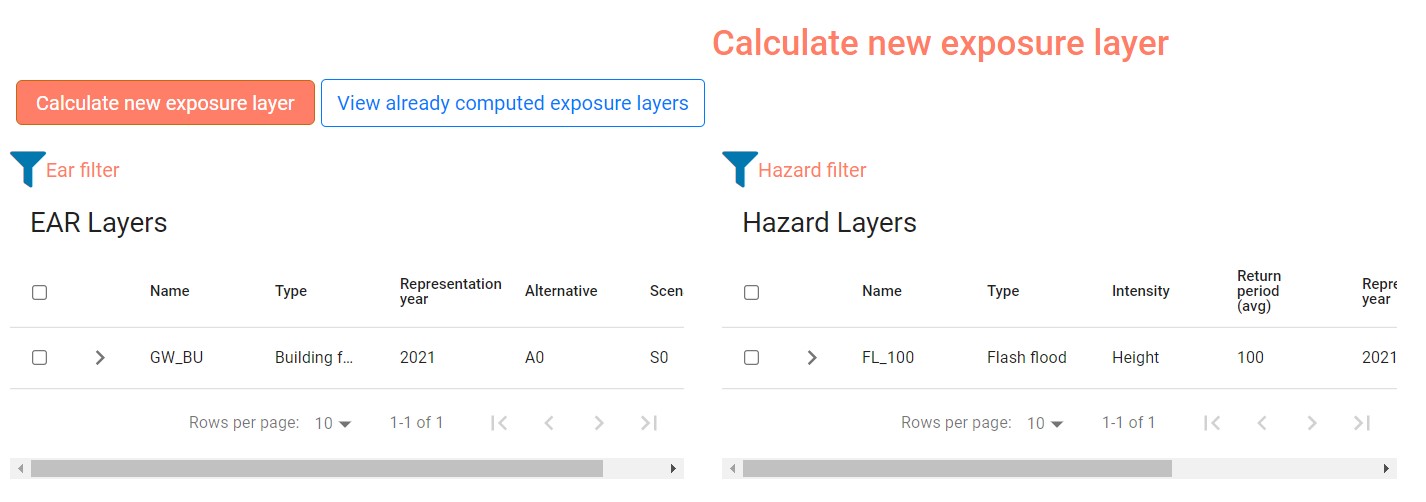 Calculate new exposure layer
Calculate new exposure layer View already computed exposure layers
Ear filter
EAR Layers
Name Type Representation year Alternative Scen
GW_BU Building f... 2021 A0 S0
Rows per page: 10 1-1 of 1
Hazard filter
Hazard Layers
Name Type Intensity Return period (avg) Repre year
FL_100 Flash flood Height 100 2021
Rows per page: 10 1-1 of 1